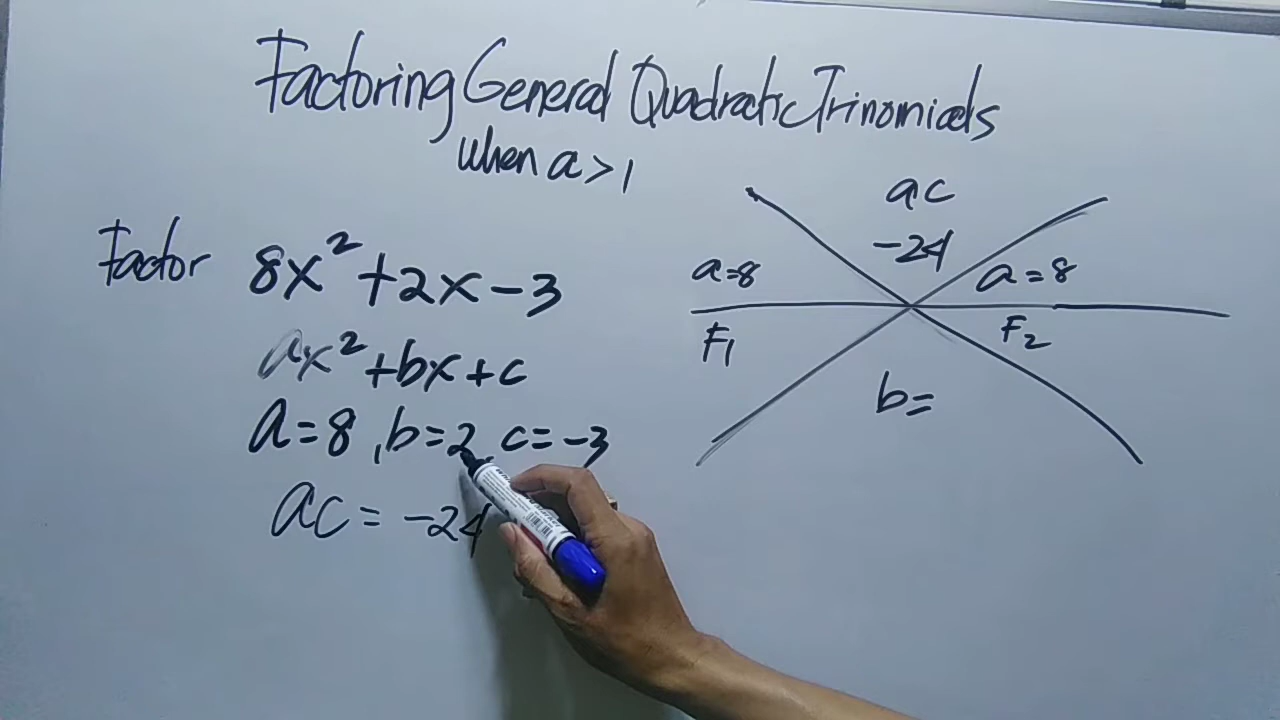 Factoring General Quadratic Trinomials
when a > 1
Factor 8x² + 2x - 3
ax² + bx + c
a = 8, b = 2, c = -3
ac = -24
ac
-24
a = 8
a = 8
F₁
F₂
b =